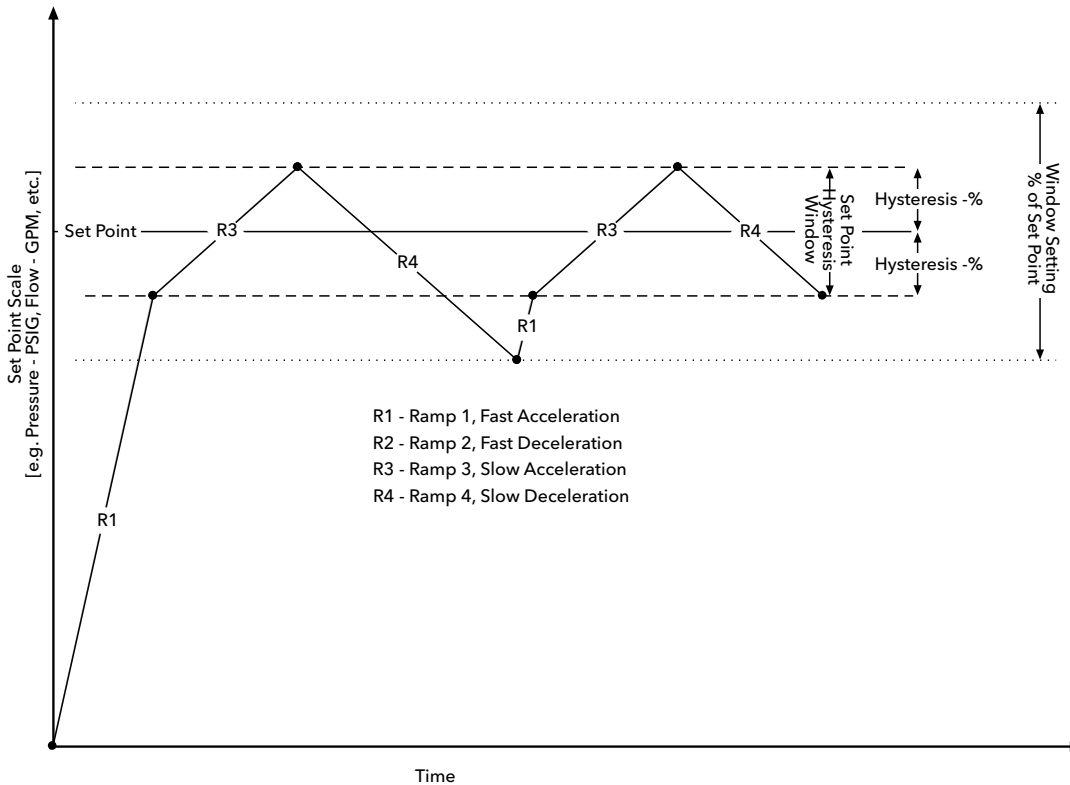 Set Point Scale
[e.g. Pressure - PSIG, Flow - GPM, etc.]
Set Point
R3
R4
R3
R4
R1
R1
Set Point
Hysteresis
Window
Hysteresis -%
Hysteresis -%
Window Setting
% of Set Point
R1 - Ramp 1, Fast Acceleration
R2 - Ramp 2, Fast Deceleration
R3 - Ramp 3, Slow Acceleration
R4 - Ramp 4, Slow Deceleration
Time